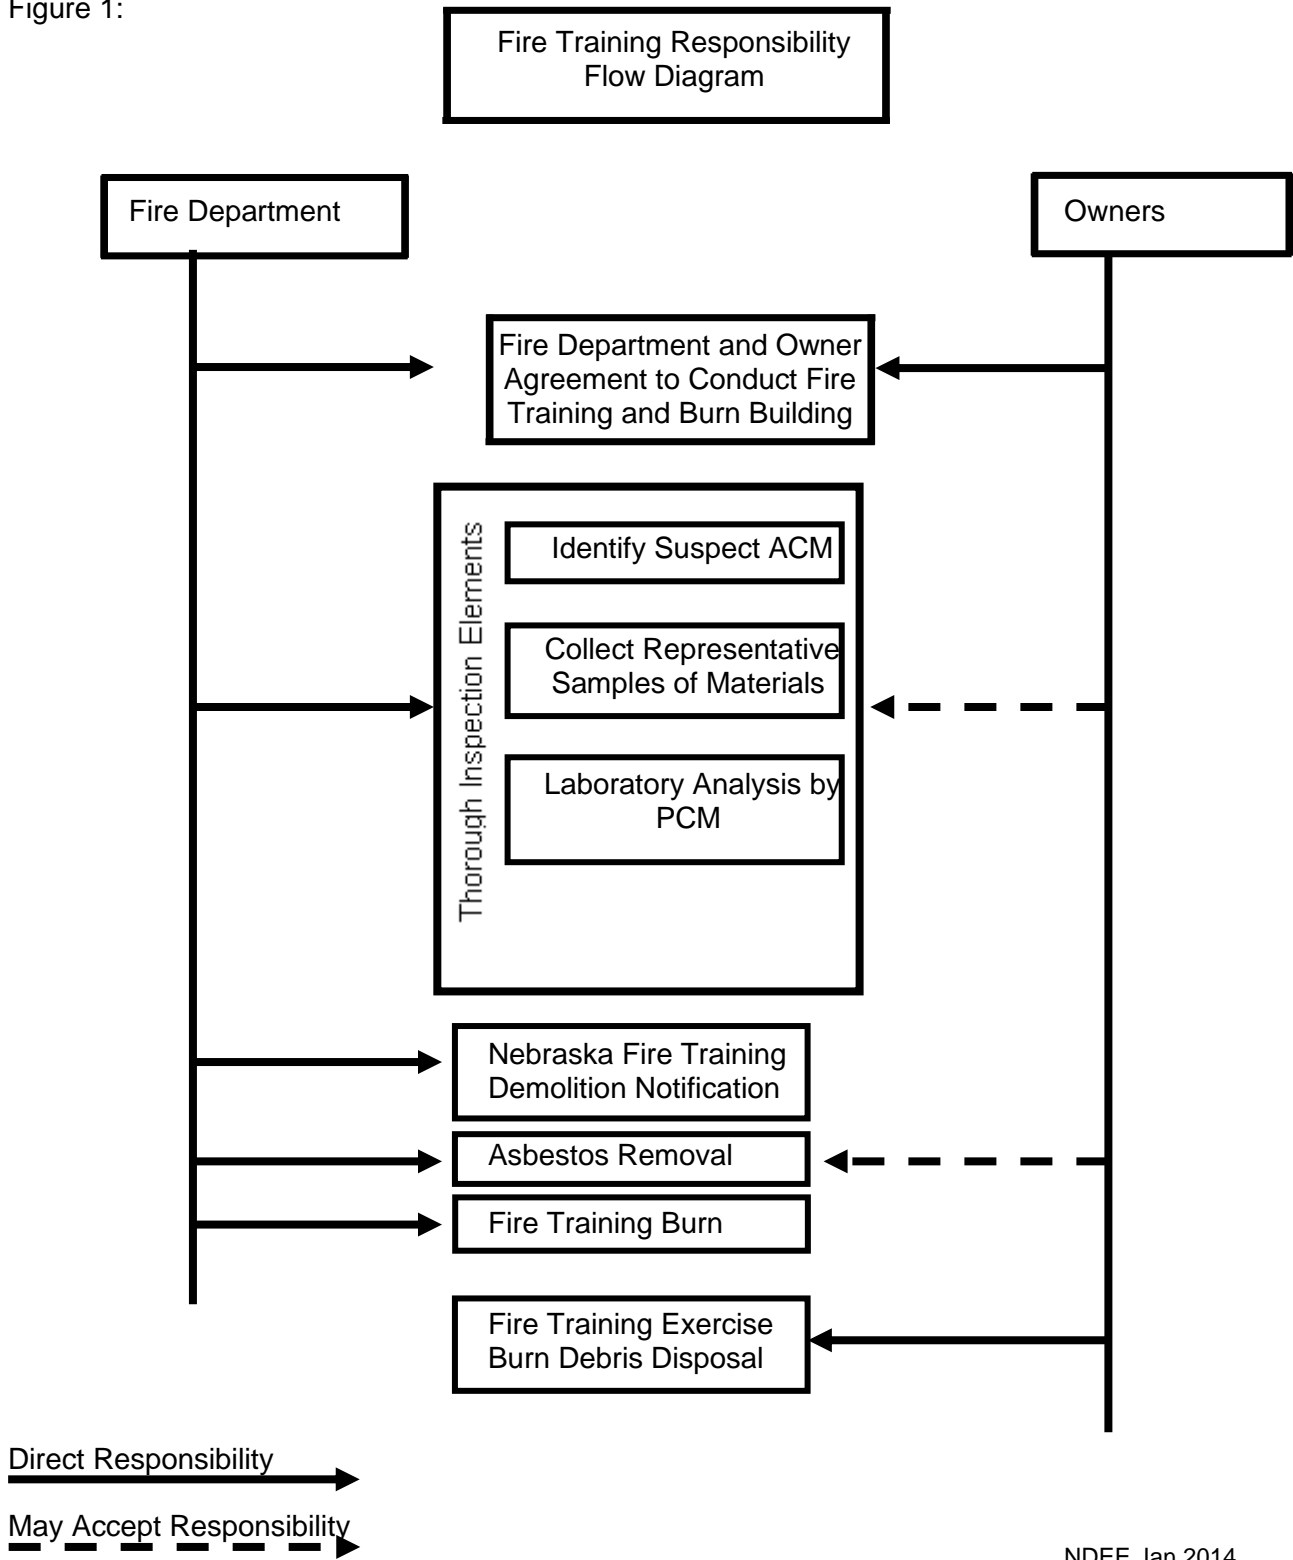 Figure 1:
Fire Training Responsibility
Flow Diagram
Fire Department
Owners
Fire Department and Owner
Agreement to Conduct Fire
Training and Burn Building
Thorough Inspection Elements
Identify Suspect ACM
Collect Representative
Samples of Materials
Laboratory Analysis by
PCM
Nebraska Fire Training
Demolition Notification
Asbestos Removal
Fire Training Burn
Fire Training Exercise
Burn Debris Disposal
Direct Responsibility
May Accept Responsibility
Jan 2014